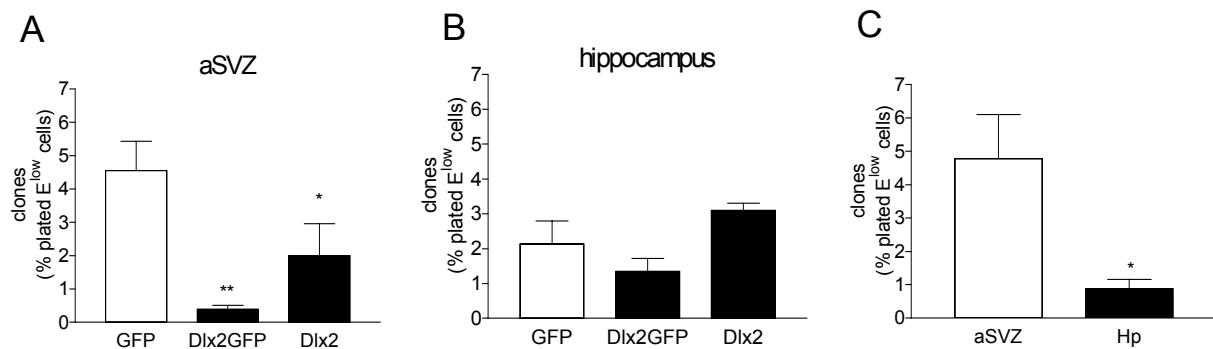 A
aSVZ
clones
(% plated E^low cells)
7
6
5
4
3
2
1
0
**
*
GFP
Dlx2GFP
Dlx2
B
hippocampus
clones
(% plated E^low cells)
7
6
5
4
3
2
1
0
GFP
Dlx2GFP
Dlx2
C
clones
(% plated E^low cells)
7
6
5
4
3
2
1
0
*
aSVZ
Hp